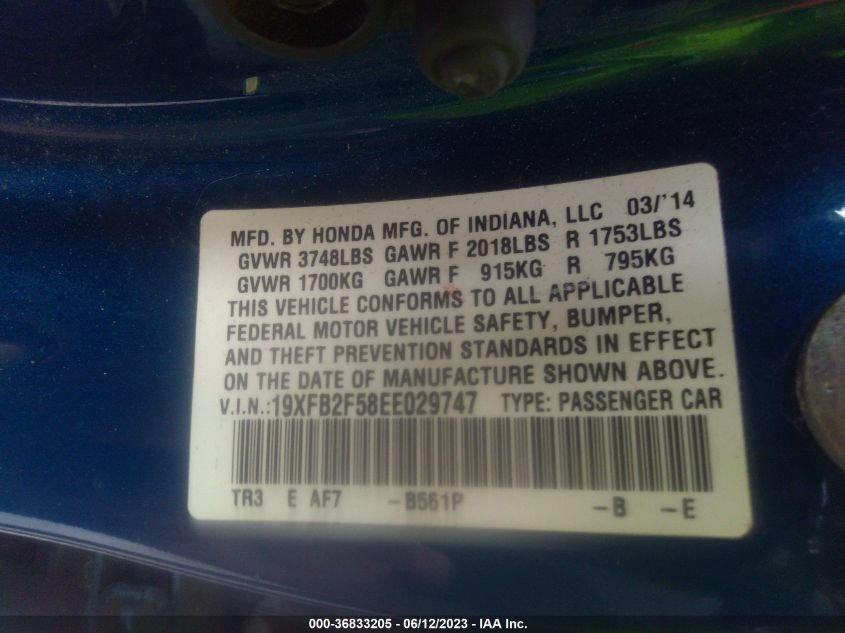 MFD. BY HONDA MFG. OF INDIANA, LLC 03/'14
GVWR 3748LBS GAWR F 2018LBS R 1753LBS
GVWR 1700KG GAWR F 915KG R 795KG
THIS VEHICLE CONFORMS TO ALL APPLICABLE
FEDERAL MOTOR VEHICLE SAFETY, BUMPER,
AND THEFT PREVENTION STANDARDS IN EFFECT
ON THE DATE OF MANUFACTURE SHOWN ABOVE.
V.I.N.:19XFB2F58EE029747 TYPE: PASSENGER CAR
TR3 E AF7 -B561P -B -E
000-36833205 - 06/12/2023 - IAA Inc.